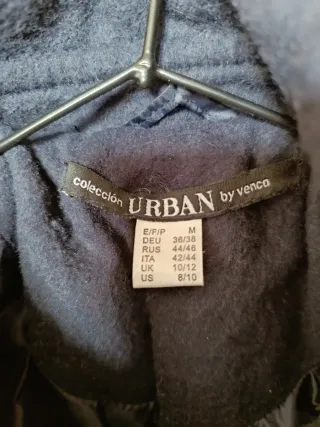 colección URBAN by venca
E/F/P M
DEU 36/38
RUS 44/46
ITA 42/44
UK 10/12
US 8/10